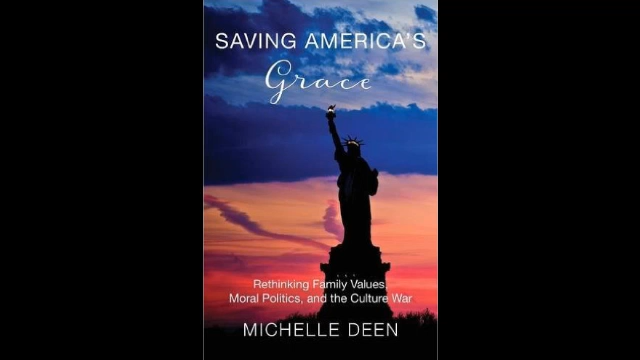 SAVING AMERICA'S
Grace
Rethinking Family Values,
Moral Politics, and the Culture War
MICHELLE DEEN